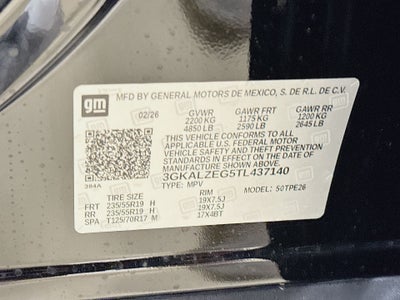 gm
MFD BY GENERAL MOTORS DE MEXICO, S. DE R.L. DE C.V.
02/26 GVWR GAWR FRT GAWR RR
2200 KG 1175 KG 1200 KG
4850 LB 2590 LB 2645 LB
THIS VEHICLE CONFORMS TO ALL
APPLICABLE U.S. FEDERAL MOTOR
VEHICLE SAFETY AND THEFT
PREVENTION STANDARDS IN EFFECT
ON THE DATE OF MANUFACTURE
SHOWN ABOVE.
3GKALZEG5TL437140
TYPE: MPV MODEL: 50TPE26
384A
TIRE SIZE RIM
FRT 235/55R19 H 19X7.5J
RR 235/55R19 H 19X7.5J
SPA T125/70R17 M 17X4BT